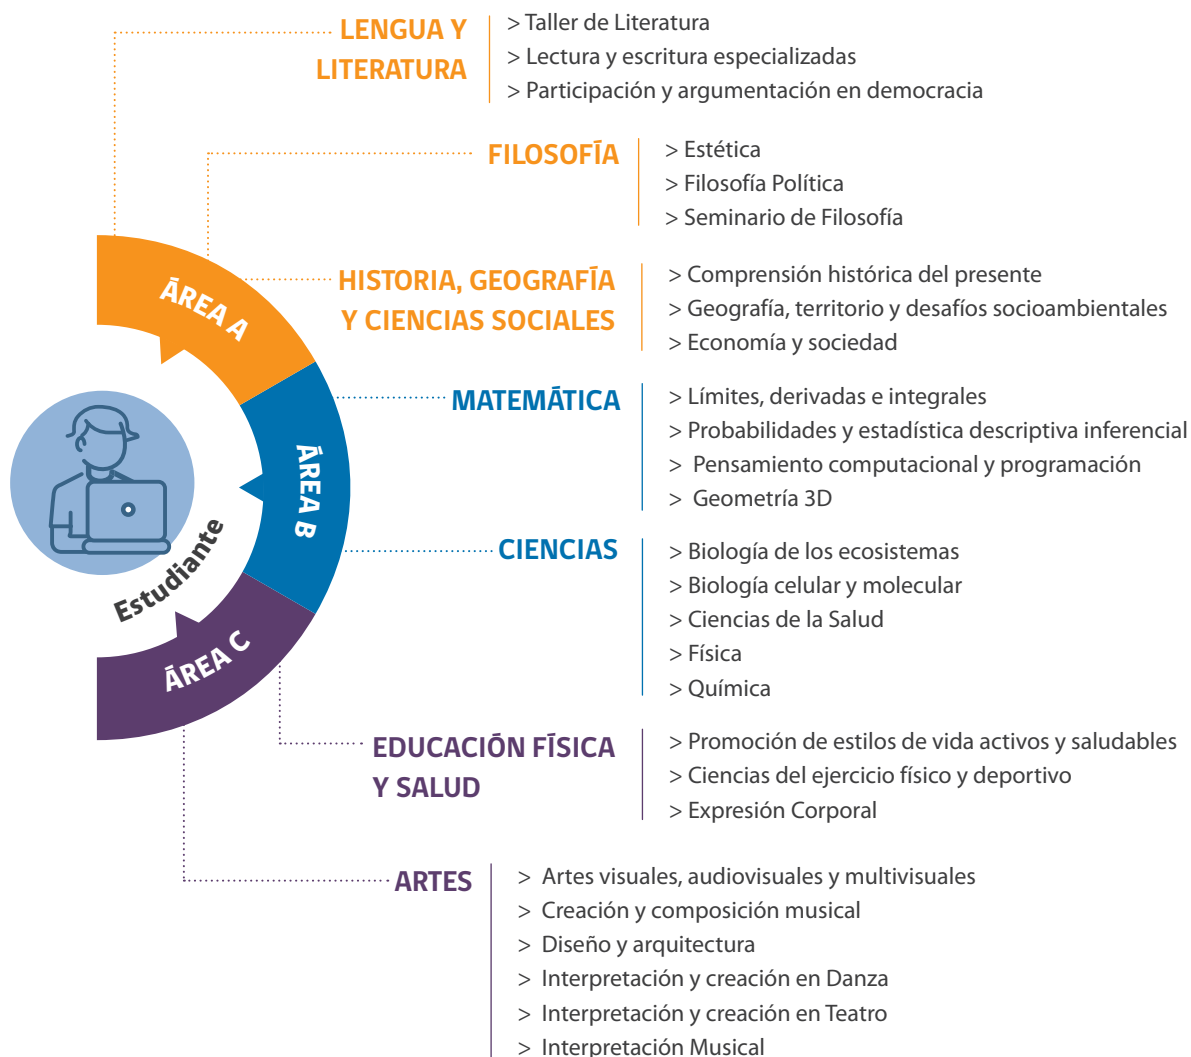 LENGUA Y
LITERATURA
> Taller de Literatura
> Lectura y escritura especializadas
> Participación y argumentación en democracia
FILOSOFÍA
> Estética
> Filosofía Política
> Seminario de Filosofía
ÁREA A
HISTORIA, GEOGRAFÍA
Y CIENCIAS SOCIALES
> Comprensión histórica del presente
> Geografía, territorio y desafíos socioambientales
> Economía y sociedad
ÁREA B
MATEMÁTICA
> Límites, derivadas e integrales
> Probabilidades y estadística descriptiva inferencial
> Pensamiento computacional y programación
> Geometría 3D
CIENCIAS
> Biología de los ecosistemas
> Biología celular y molecular
> Ciencias de la Salud
> Física
> Química
Estudiante
ÁREA C
EDUCACIÓN FÍSICA
Y SALUD
> Promoción de estilos de vida activos y saludables
> Ciencias del ejercicio físico y deportivo
> Expresión Corporal
ARTES
> Artes visuales, audiovisuales y multivisuales
> Creación y composición musical
> Diseño y arquitectura
> Interpretación y creación en Danza
> Interpretación y creación en Teatro
> Interpretación Musical